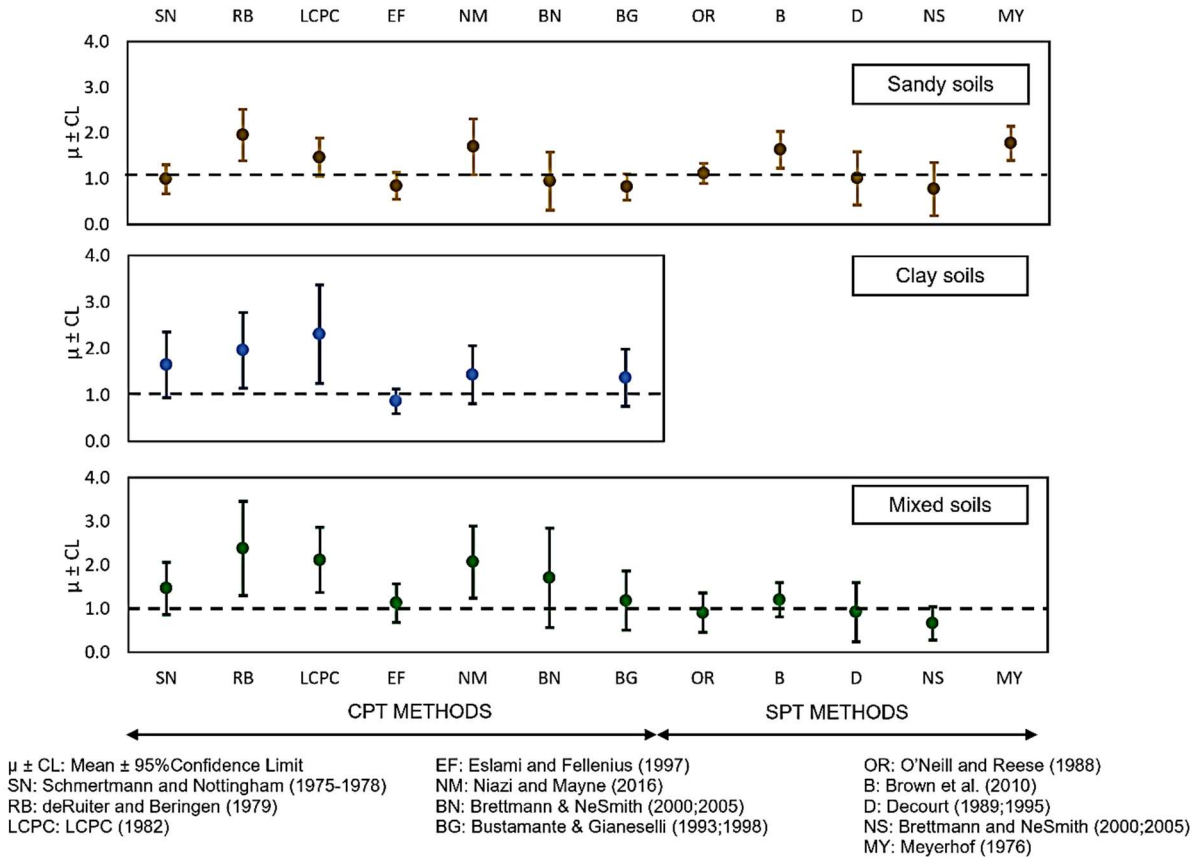 SN RB LCPC EF NM BN BG OR B D NS MY
4.0
3.0
2.0
1.0
0.0
μ ± CL
Sandy soils
4.0
3.0
2.0
1.0
0.0
μ ± CL
Clay soils
4.0
3.0
2.0
1.0
0.0
μ ± CL
Mixed soils
SN RB LCPC EF NM BN BG OR B D NS MY
CPT METHODS
SPT METHODS
μ ± CL: Mean ± 95%Confidence Limit
SN: Schmertmann and Nottingham (1975-1978)
RB: deRuiter and Beringen (1979)
LCPC: LCPC (1982)
EF: Eslami and Fellenius (1997)
NM: Niazi and Mayne (2016)
BN: Brettmann & NeSmith (2000;2005)
BG: Bustamante & Gianeselli (1993;1998)
OR: O'Neill and Reese (1988)
B: Brown et al. (2010)
D: Decourt (1989;1995)
NS: Brettmann and NeSmith (2000;2005)
MY: Meyerhof (1976)